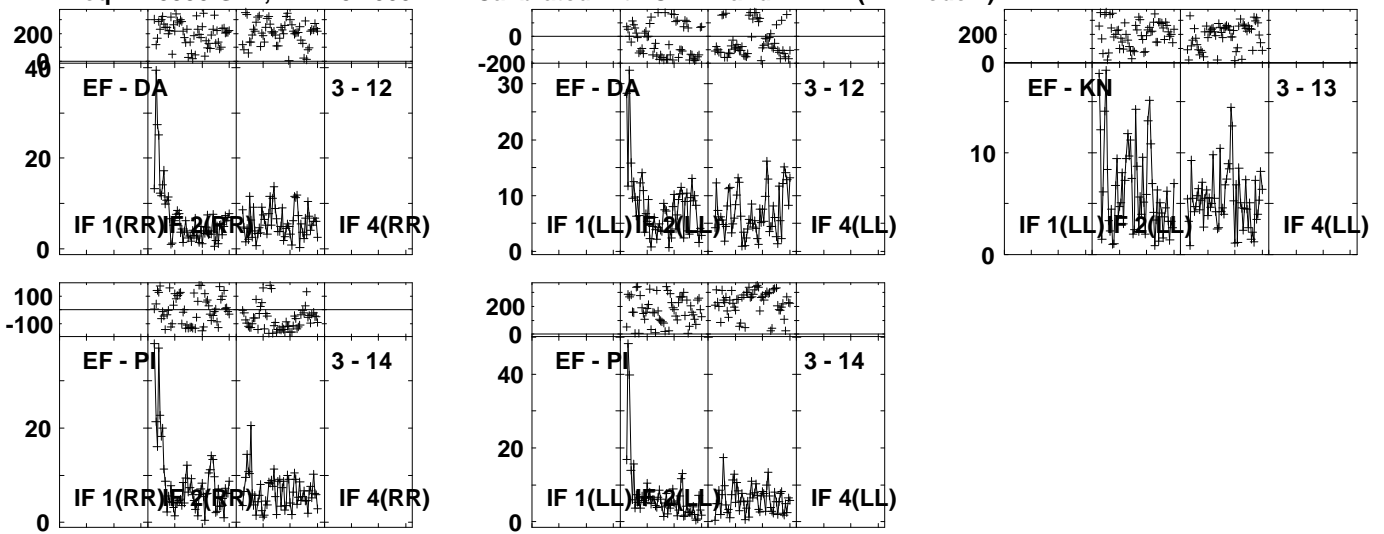 200
0
40
EF - DA
3 - 12
20
IF 1(RR)
IF 2(RR)
IF 4(RR)
0
0
-200
30
EF - DA
3 - 12
20
10
IF 1(LL)
IF 2(LL)
IF 4(LL)
0
200
0
EF - KN
3 - 13
10
IF 1(LL)
IF 2(LL)
IF 4(LL)
0
100
-100
EF - PI
3 - 14
20
IF 1(RR)
IF 2(RR)
IF 4(RR)
0
200
0
EF - PI
3 - 14
40
20
IF 1(LL)
IF 2(LL)
IF 4(LL)
0